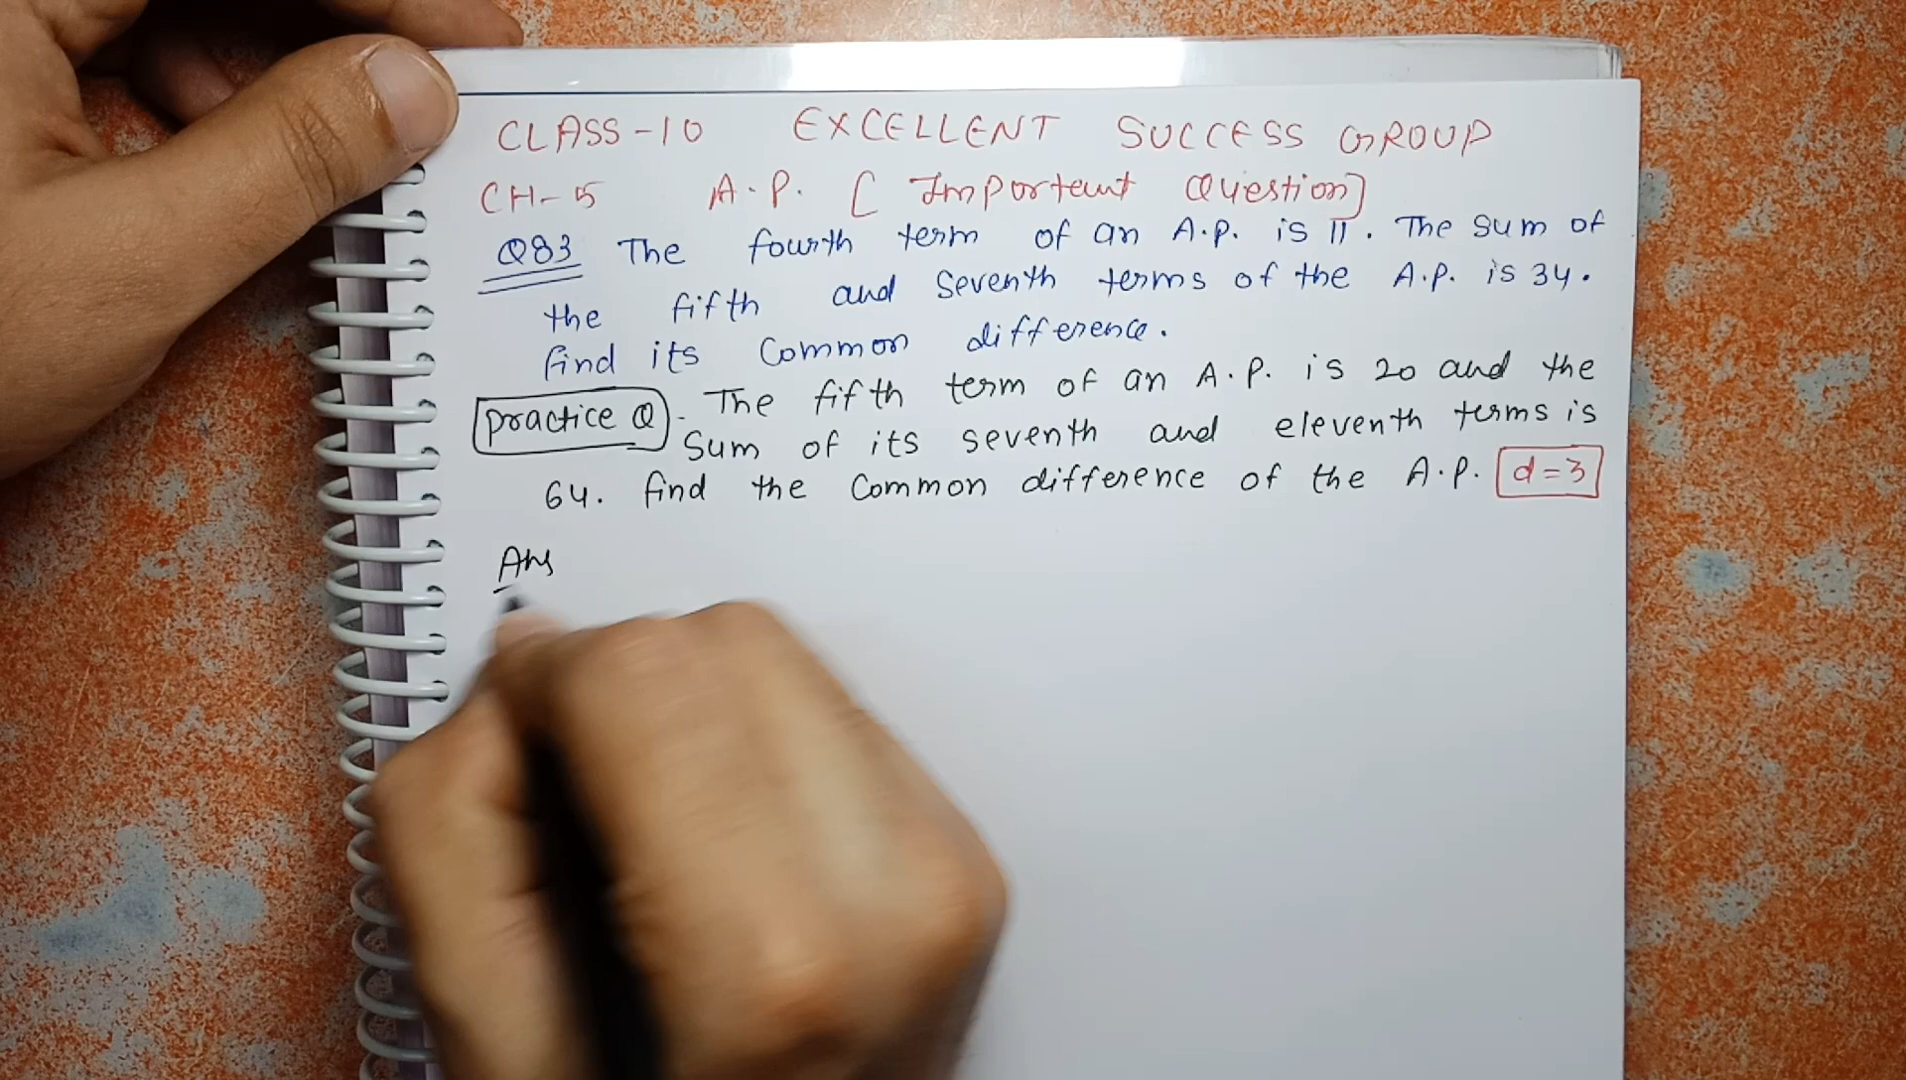 CLASS-10 EXCELLENT SUCCESS GROUP
CH-5 A.P. [Importent Question]
Q83 The fourth term of an A.P. is 11. The sum of
the fifth and seventh terms of the A.P. is 34.
find its common difference.
Practice Q. The fifth term of an A.P. is 20 and the
sum of its seventh and eleventh terms is
64. find the common difference of the A.P. d=3
Ans